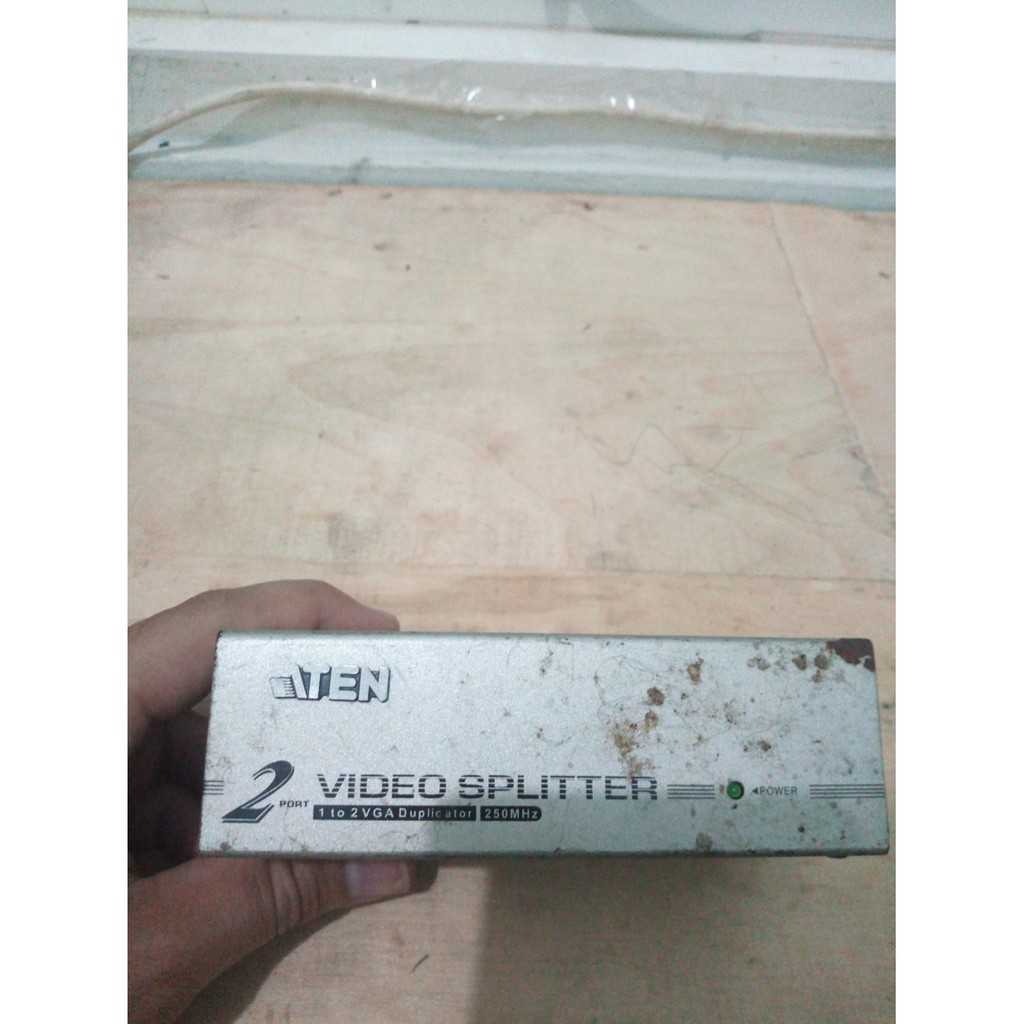 ATEN
2 PORT VIDEO SPLITTER ◄POWER
1 to 2 VGA Duplicator 250MHz